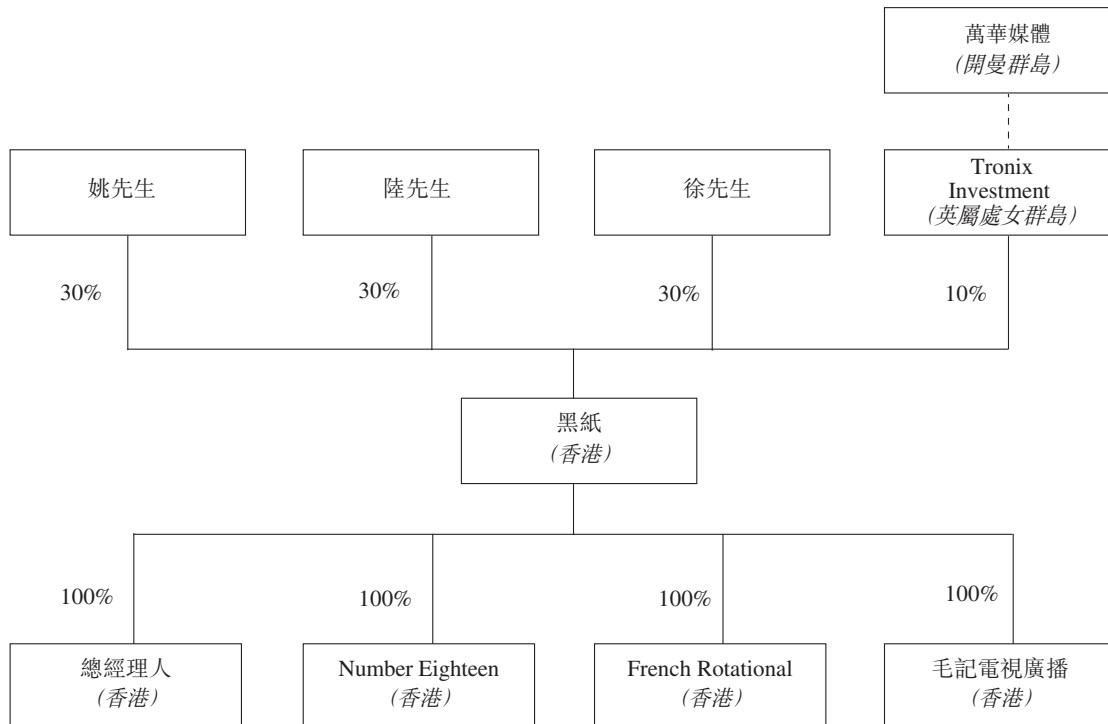 萬華媒體
（開曼群島）
姚先生
陸先生
徐先生
Tronix
Investment
（英屬處女群島）
30%
30%
30%
10%
黑紙
（香港）
100%
100%
100%
100%
總經理人
（香港）
Number Eighteen
（香港）
French Rotational
（香港）
毛記電視廣播
（香港）